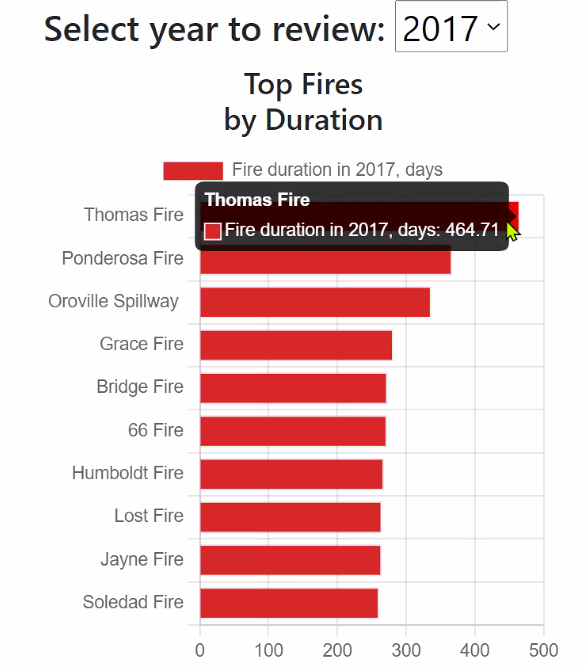 Select year to review: 2017
Top Fires
by Duration
Fire duration in 2017, days
Thomas Fire
Thomas Fire
Fire duration in 2017, days: 464.71
Ponderosa Fire
Oroville Spillway
Grace Fire
Bridge Fire
66 Fire
Humboldt Fire
Lost Fire
Jayne Fire
Soledad Fire
0 100 200 300 400 500